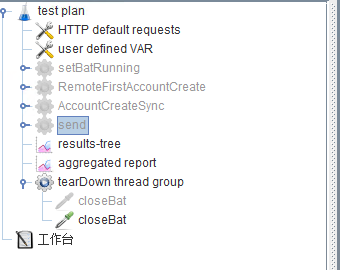 test plan
HTTP default requests
user defined VAR
setBatRunning
RemoteFirstAccountCreate
AccountCreateSync
send
results-tree
aggregated report
tearDown thread group
closeBat
closeBat
工作台